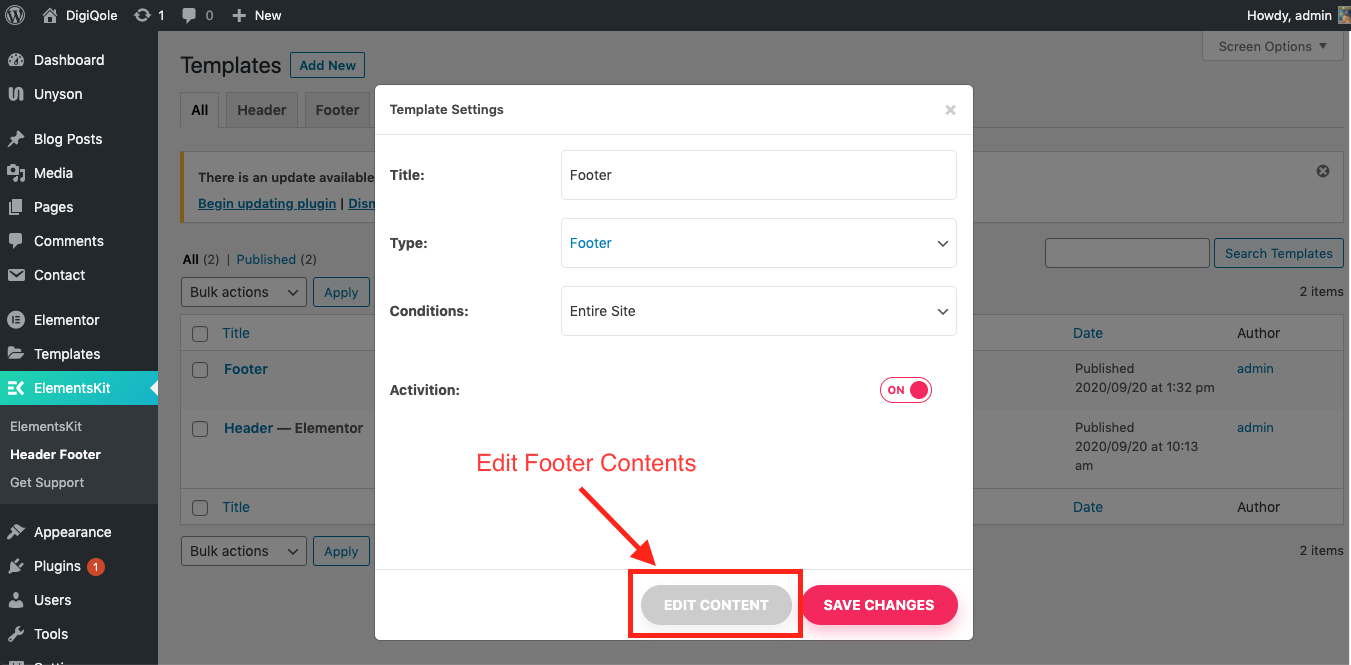 DigiQole 1 0 New Howdy, admin
Dashboard
Unyson
Blog Posts
Media
Pages
Comments
Contact
Elementor
Templates
ElementsKit
ElementsKit
Header Footer
Get Support
Appearance
Plugins 1
Users
Tools
Templates Add New
Screen Options
All Header Footer
There is an update available
Begin updating plugin |
All (2) | Published (2)
Search Templates
Bulk actions Apply
2 items
Title Date Author
Footer Published admin
2020/09/20 at 1:32 pm
Header — Elementor Published admin
2020/09/20 at 10:13
am
Title Date Author
Bulk actions Apply
2 items
Template Settings ×
Title: Footer
Type: Footer
Conditions: Entire Site
Activition: ON
Edit Footer Contents
EDIT CONTENT SAVE CHANGES